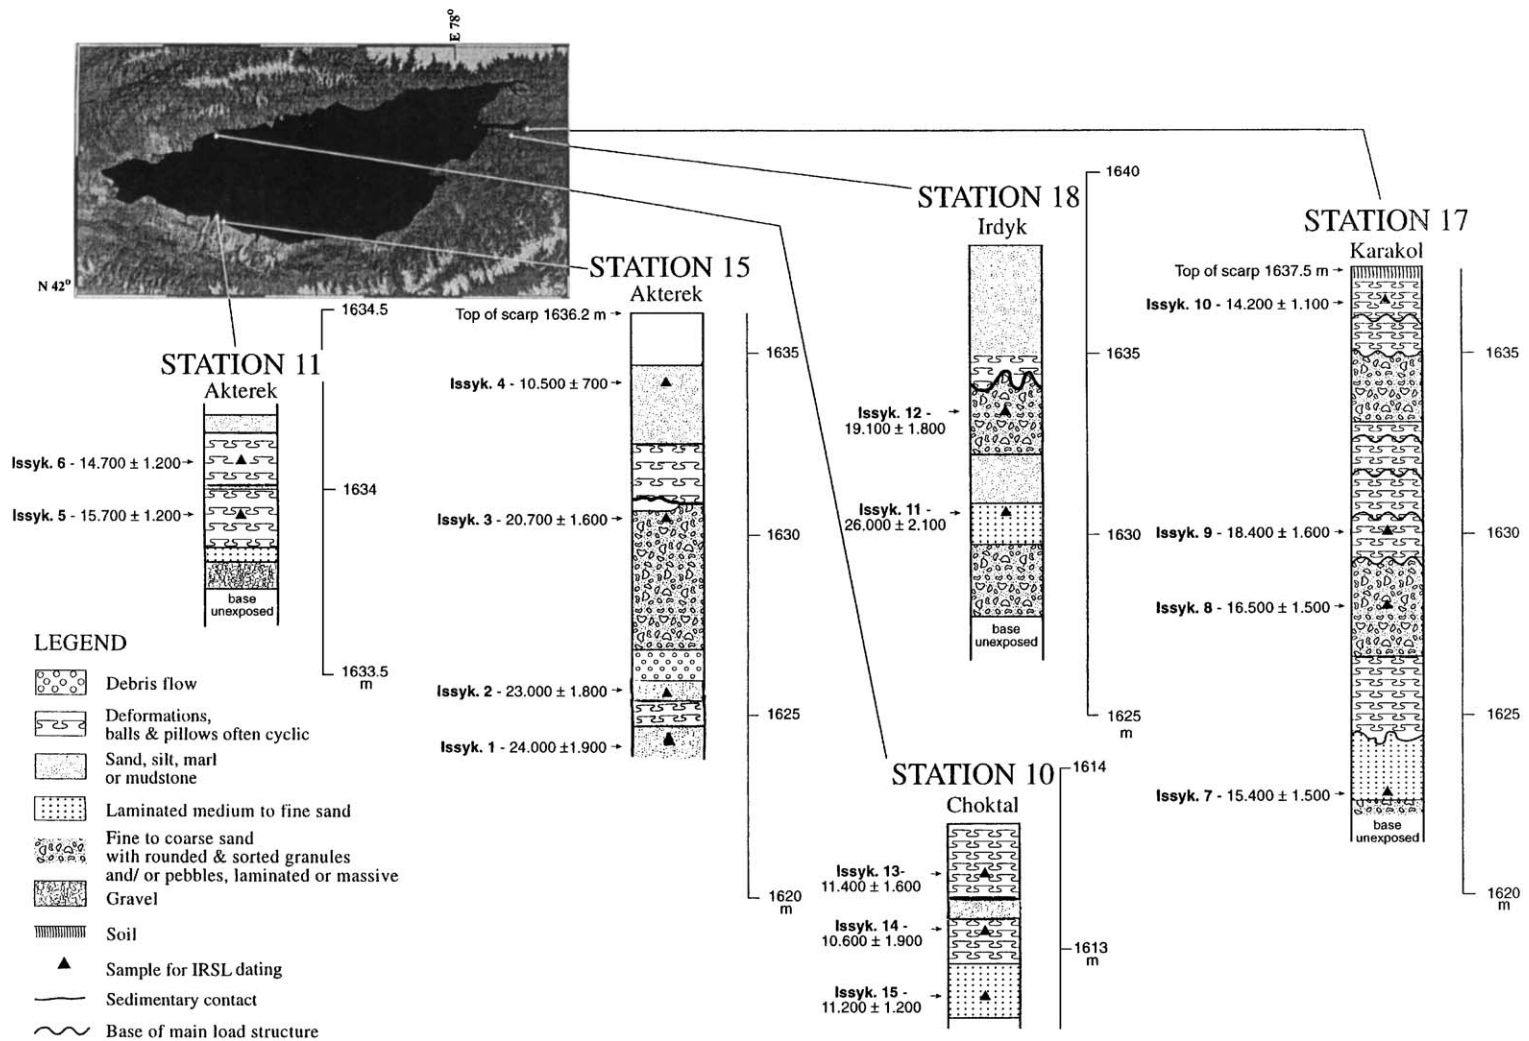 E 78°
N 42°
STATION 11
Akterek
Issyk. 6 - 14.700 ± 1.200
Issyk. 5 - 15.700 ± 1.200
base
unexposed
1634.5
1634
1633.5
m
STATION 15
Akterek
Top of scarp 1636.2 m
Issyk. 4 - 10.500 ± 700
Issyk. 3 - 20.700 ± 1.600
Issyk. 2 - 23.000 ± 1.800
Issyk. 1 - 24.000 ±1.900
1635
1630
1625
1620
m
STATION 18
Irdyk
Issyk. 12 -
19.100 ± 1.800
Issyk. 11 -
26.000 ± 2.100
base
unexposed
1640
1635
1630
1625
m
STATION 10
Choktal
Issyk. 13-
11.400 ± 1.600
Issyk. 14 -
10.600 ± 1.900
Issyk. 15 -
11.200 ± 1.200
1614
1613
m
STATION 17
Karakol
Top of scarp 1637.5 m
Issyk. 10 - 14.200 ± 1.100
Issyk. 9 - 18.400 ± 1.600
Issyk. 8 - 16.500 ± 1.500
Issyk. 7 - 15.400 ± 1.500
base
unexposed
1635
1630
1625
1620
m
LEGEND
Debris flow
Deformations,
balls & pillows often cyclic
Sand, silt, marl
or mudstone
Laminated medium to fine sand
Fine to coarse sand
with rounded & sorted granules
and/ or pebbles, laminated or massive
Gravel
Soil
Sample for IRSL dating
Sedimentary contact
Base of main load structure